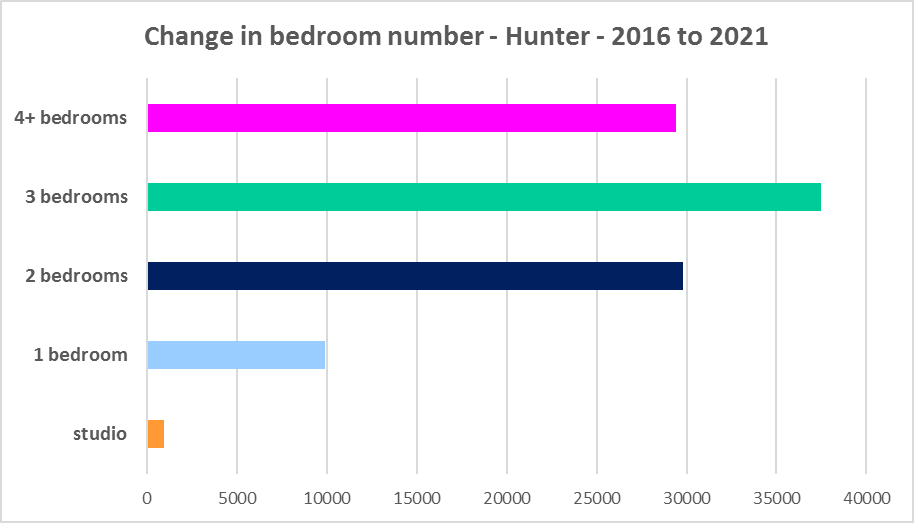 Change in bedroom number - Hunter - 2016 to 2021
4+ bedrooms
3 bedrooms
2 bedrooms
1 bedroom
studio
0 5000 10000 15000 20000 25000 30000 35000 40000